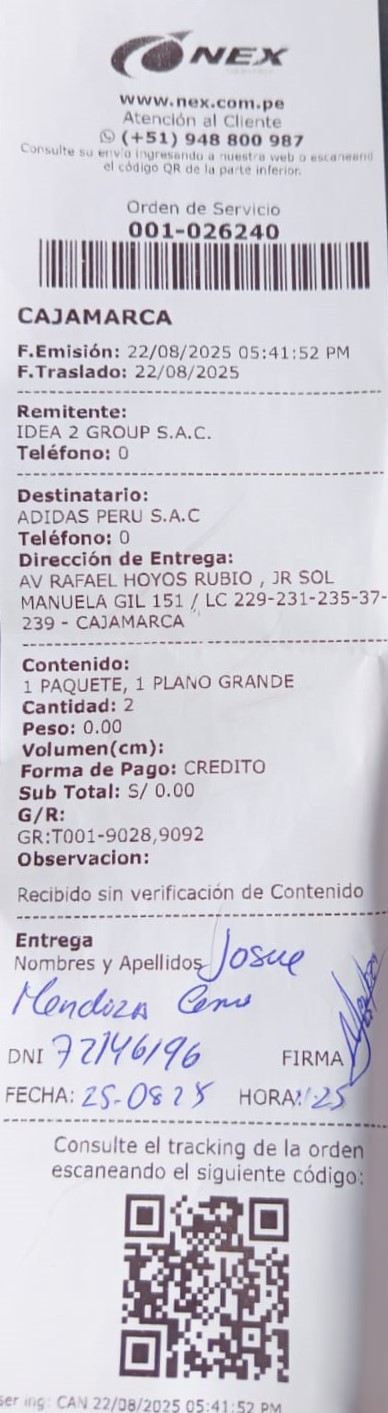 NEX
www.nex.com.pe
Atención al Cliente
(+51) 948 800 987
Consulte su envío ingresando a nuestra web o escaneand
el código QR de la parte inferior.
Orden de Servicio
001-026240
CAJAMARCA
F.Emisión: 22/08/2025 05:41:52 PM
F.Traslado: 22/08/2025
Remitente:
IDEA 2 GROUP S.A.C.
Teléfono: 0
Destinatario:
ADIDAS PERU S.A.C
Teléfono: 0
Dirección de Entrega:
AV RAFAEL HOYOS RUBIO , JR SOL
MANUELA GIL 151 / LC 229-231-235-37-
239 - CAJAMARCA
Contenido:
1 PAQUETE, 1 PLANO GRANDE
Cantidad: 2
Peso: 0.00
Volumen(cm):
Forma de Pago: CREDITO
Sub Total: S/ 0.00
G/R:
GR:T001-9028,9092
Observacion:
Recibido sin verificación de Contenido
Entrega
Nombres y Apellidos Josue
Mendoza
DNI 72146196 FIRMA
FECHA: 25-08 25 HORA: 25
Consulte el tracking de la orden
escaneando el siguiente código:
ing: CAN 22/08/2025 05:41:52 PM